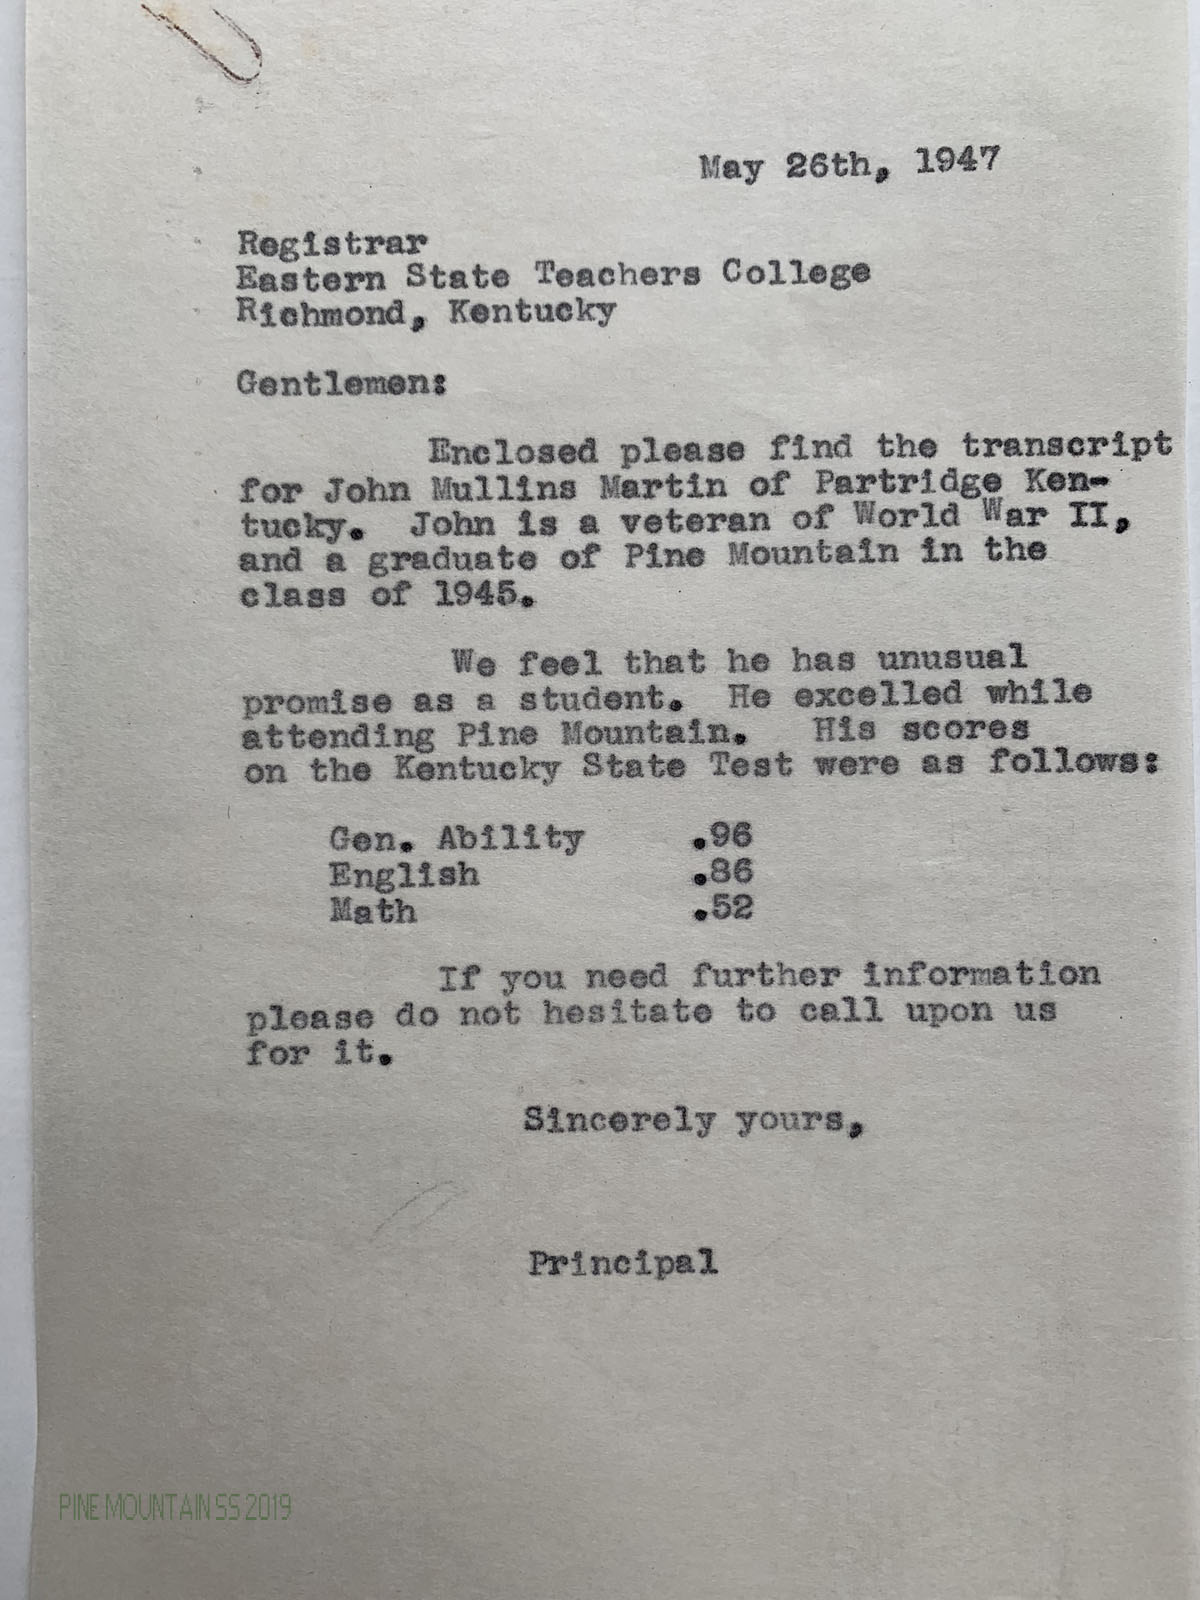 May 26th, 1947
Registrar
Eastern State Teachers College
Richmond, Kentucky
Gentlemen:
Enclosed please find the transcript
for John Mullins Martin of Partridge Ken-
tucky. John is a veteran of World War II,
and a graduate of Pine Mountain in the
class of 1945.
We feel that he has unusual
promise as a student. He excelled while
attending Pine Mountain. His scores
on the Kentucky State Test were as follows:
Gen. Ability .96
English .86
Math .52
If you need further information
please do not hesitate to call upon us
for it.
Sincerely yours,
Principal
PINE MOUNTAIN SS 2019